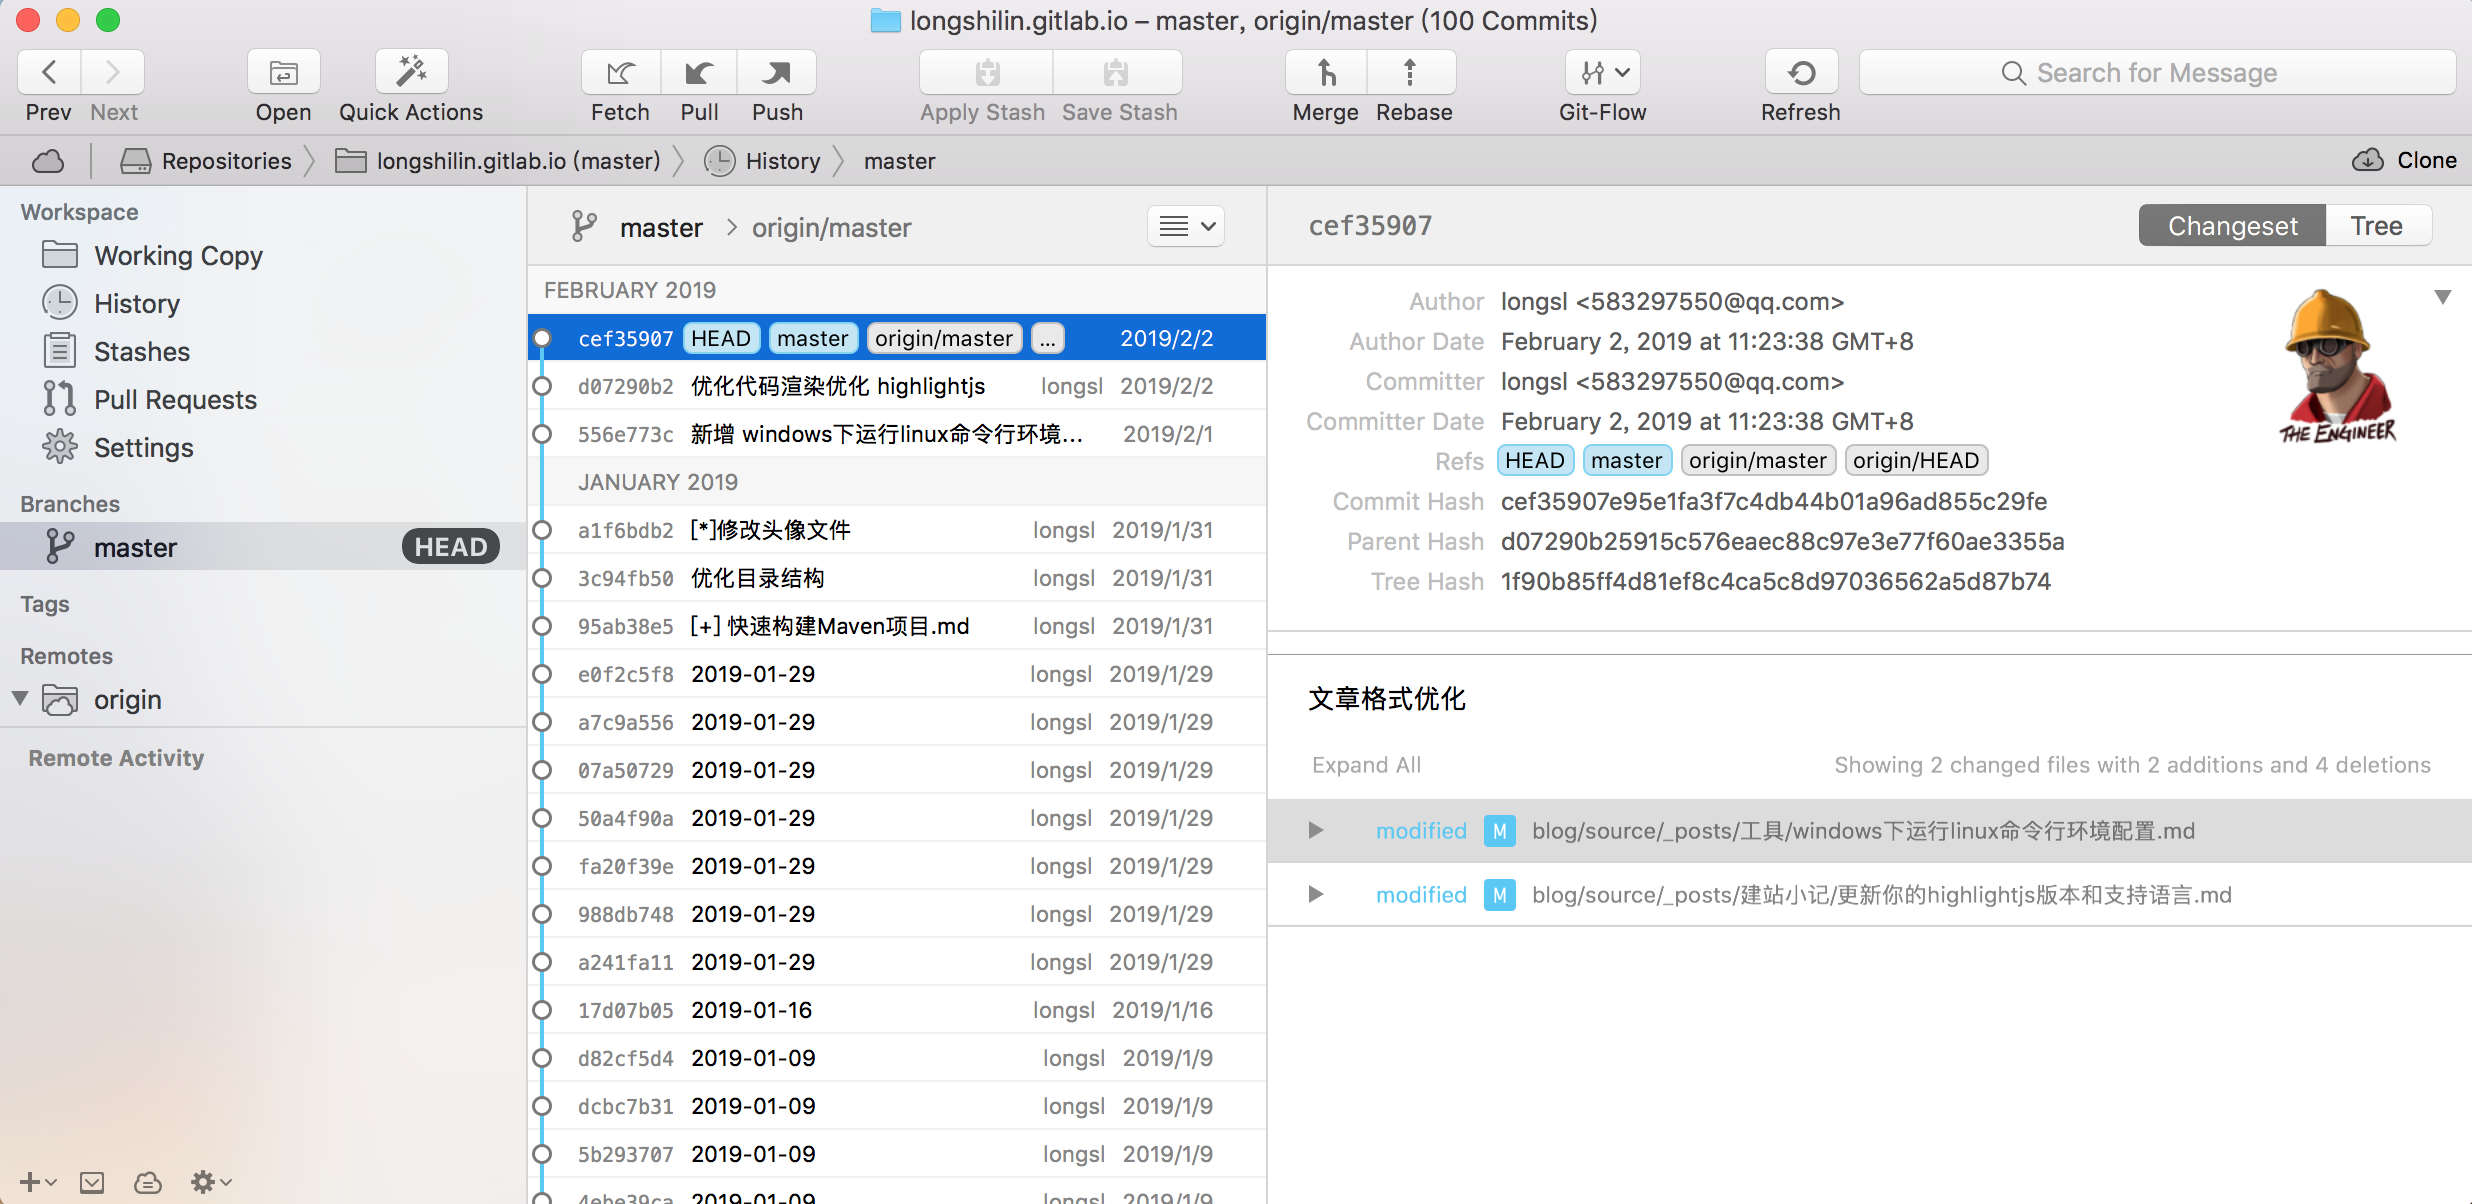 longshilin.gitlab.io – master, origin/master (100 Commits)
Prev Next Open Quick Actions Fetch Pull Push Apply Stash Save Stash Merge Rebase Git-Flow Refresh Search for Message
Repositories longshilin.gitlab.io (master) History master Clone
Workspace
Working Copy
History
Stashes
Pull Requests
Settings
Branches
master HEAD
Tags
Remotes
origin
Remote Activity
master > origin/master
FEBRUARY 2019
cef35907 HEAD master origin/master ... 2019/2/2
d07290b2 优化代码渲染优化 highlightjs longsl 2019/2/2
556e773c 新增 windows下运行linux命令行环境... 2019/2/1
JANUARY 2019
a1f6bdb2 [*]修改头像文件 longsl 2019/1/31
3c94fb50 优化目录结构 longsl 2019/1/31
95ab38e5 [+] 快速构建Maven项目.md longsl 2019/1/31
e0f2c5f8 2019-01-29 longsl 2019/1/29
a7c9a556 2019-01-29 longsl 2019/1/29
07a50729 2019-01-29 longsl 2019/1/29
50a4f90a 2019-01-29 longsl 2019/1/29
fa20f39e 2019-01-29 longsl 2019/1/29
988db748 2019-01-29 longsl 2019/1/29
a241fa11 2019-01-29 longsl 2019/1/29
17d07b05 2019-01-16 longsl 2019/1/16
d82cf5d4 2019-01-09 longsl 2019/1/9
dcbc7b31 2019-01-09 longsl 2019/1/9
5b293707 2019-01-09 longsl 2019/1/9
4ebe39ca 2019-01-09 longsl 2019/1/9
cef35907 Changeset Tree
Author longsl <583297550@qq.com>
Author Date February 2, 2019 at 11:23:38 GMT+8
Committer longsl <583297550@qq.com>
Committer Date February 2, 2019 at 11:23:38 GMT+8
Refs HEAD master origin/master origin/HEAD
Commit Hash cef35907e95e1fa3f7c4db44b01a96ad855c29fe
Parent Hash d07290b25915c576eaec88c97e3e77f60ae3355a
Tree Hash 1f90b85ff4d81ef8c4ca5c8d97036562a5d87b74
THE ENGINEER
文章格式优化
Expand All Showing 2 changed files with 2 additions and 4 deletions
modified M blog/source/_posts/工具/windows下运行linux命令行环境配置.md
modified M blog/source/_posts/建站小记/更新你的highlightjs版本和支持语言.md